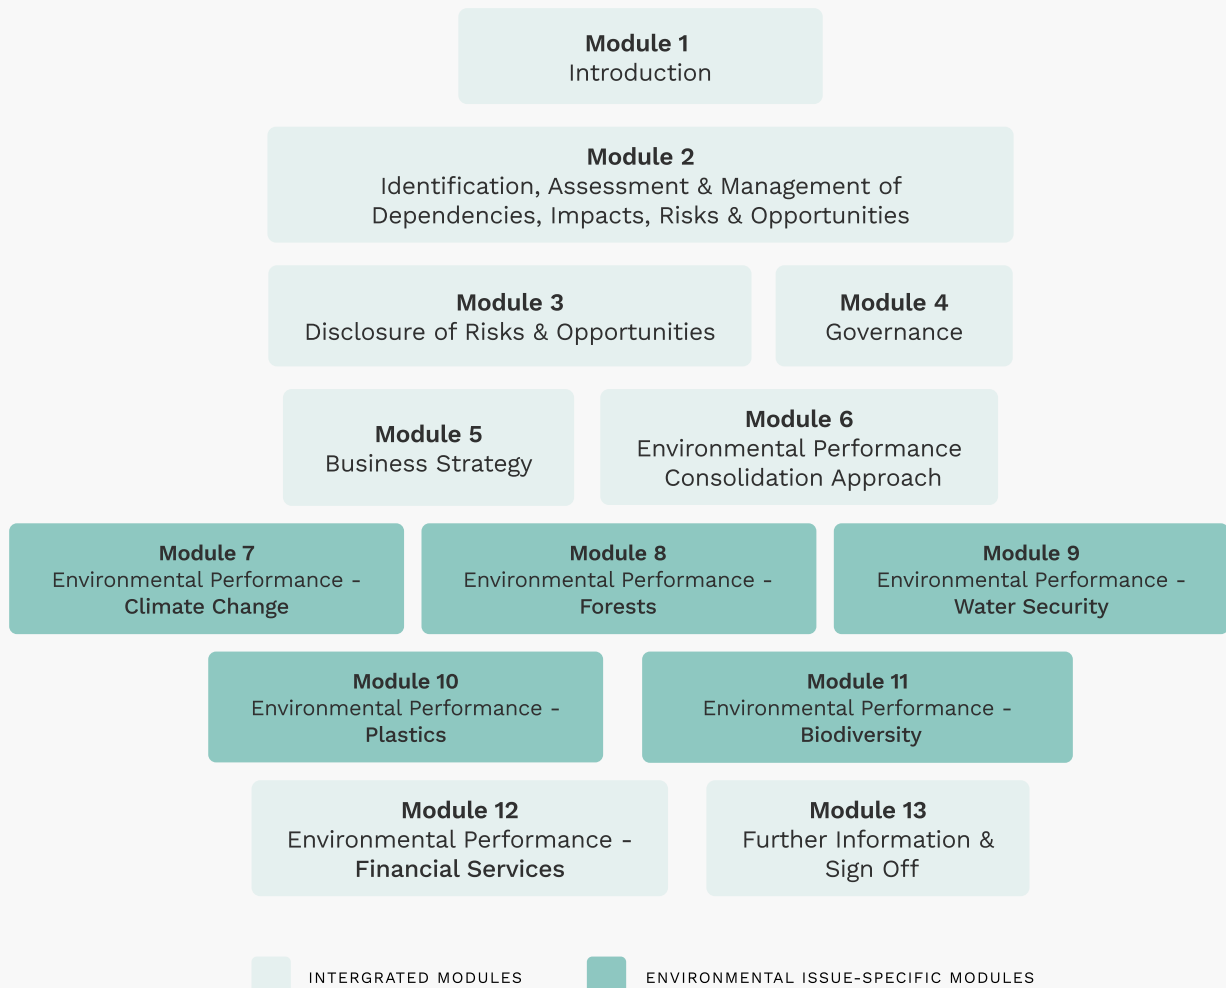 Module 1
Introduction
Module 2
Identification, Assessment & Management of
Dependencies, Impacts, Risks & Opportunities
Module 3
Disclosure of Risks & Opportunities
Module 4
Governance
Module 5
Business Strategy
Module 6
Environmental Performance
Consolidation Approach
Module 7
Environmental Performance -
Climate Change
Module 8
Environmental Performance -
Forests
Module 9
Environmental Performance -
Water Security
Module 10
Environmental Performance -
Plastics
Module 11
Environmental Performance -
Biodiversity
Module 12
Environmental Performance -
Financial Services
Module 13
Further Information &
Sign Off
INTERGRATED MODULES
ENVIRONMENTAL ISSUE-SPECIFIC MODULES